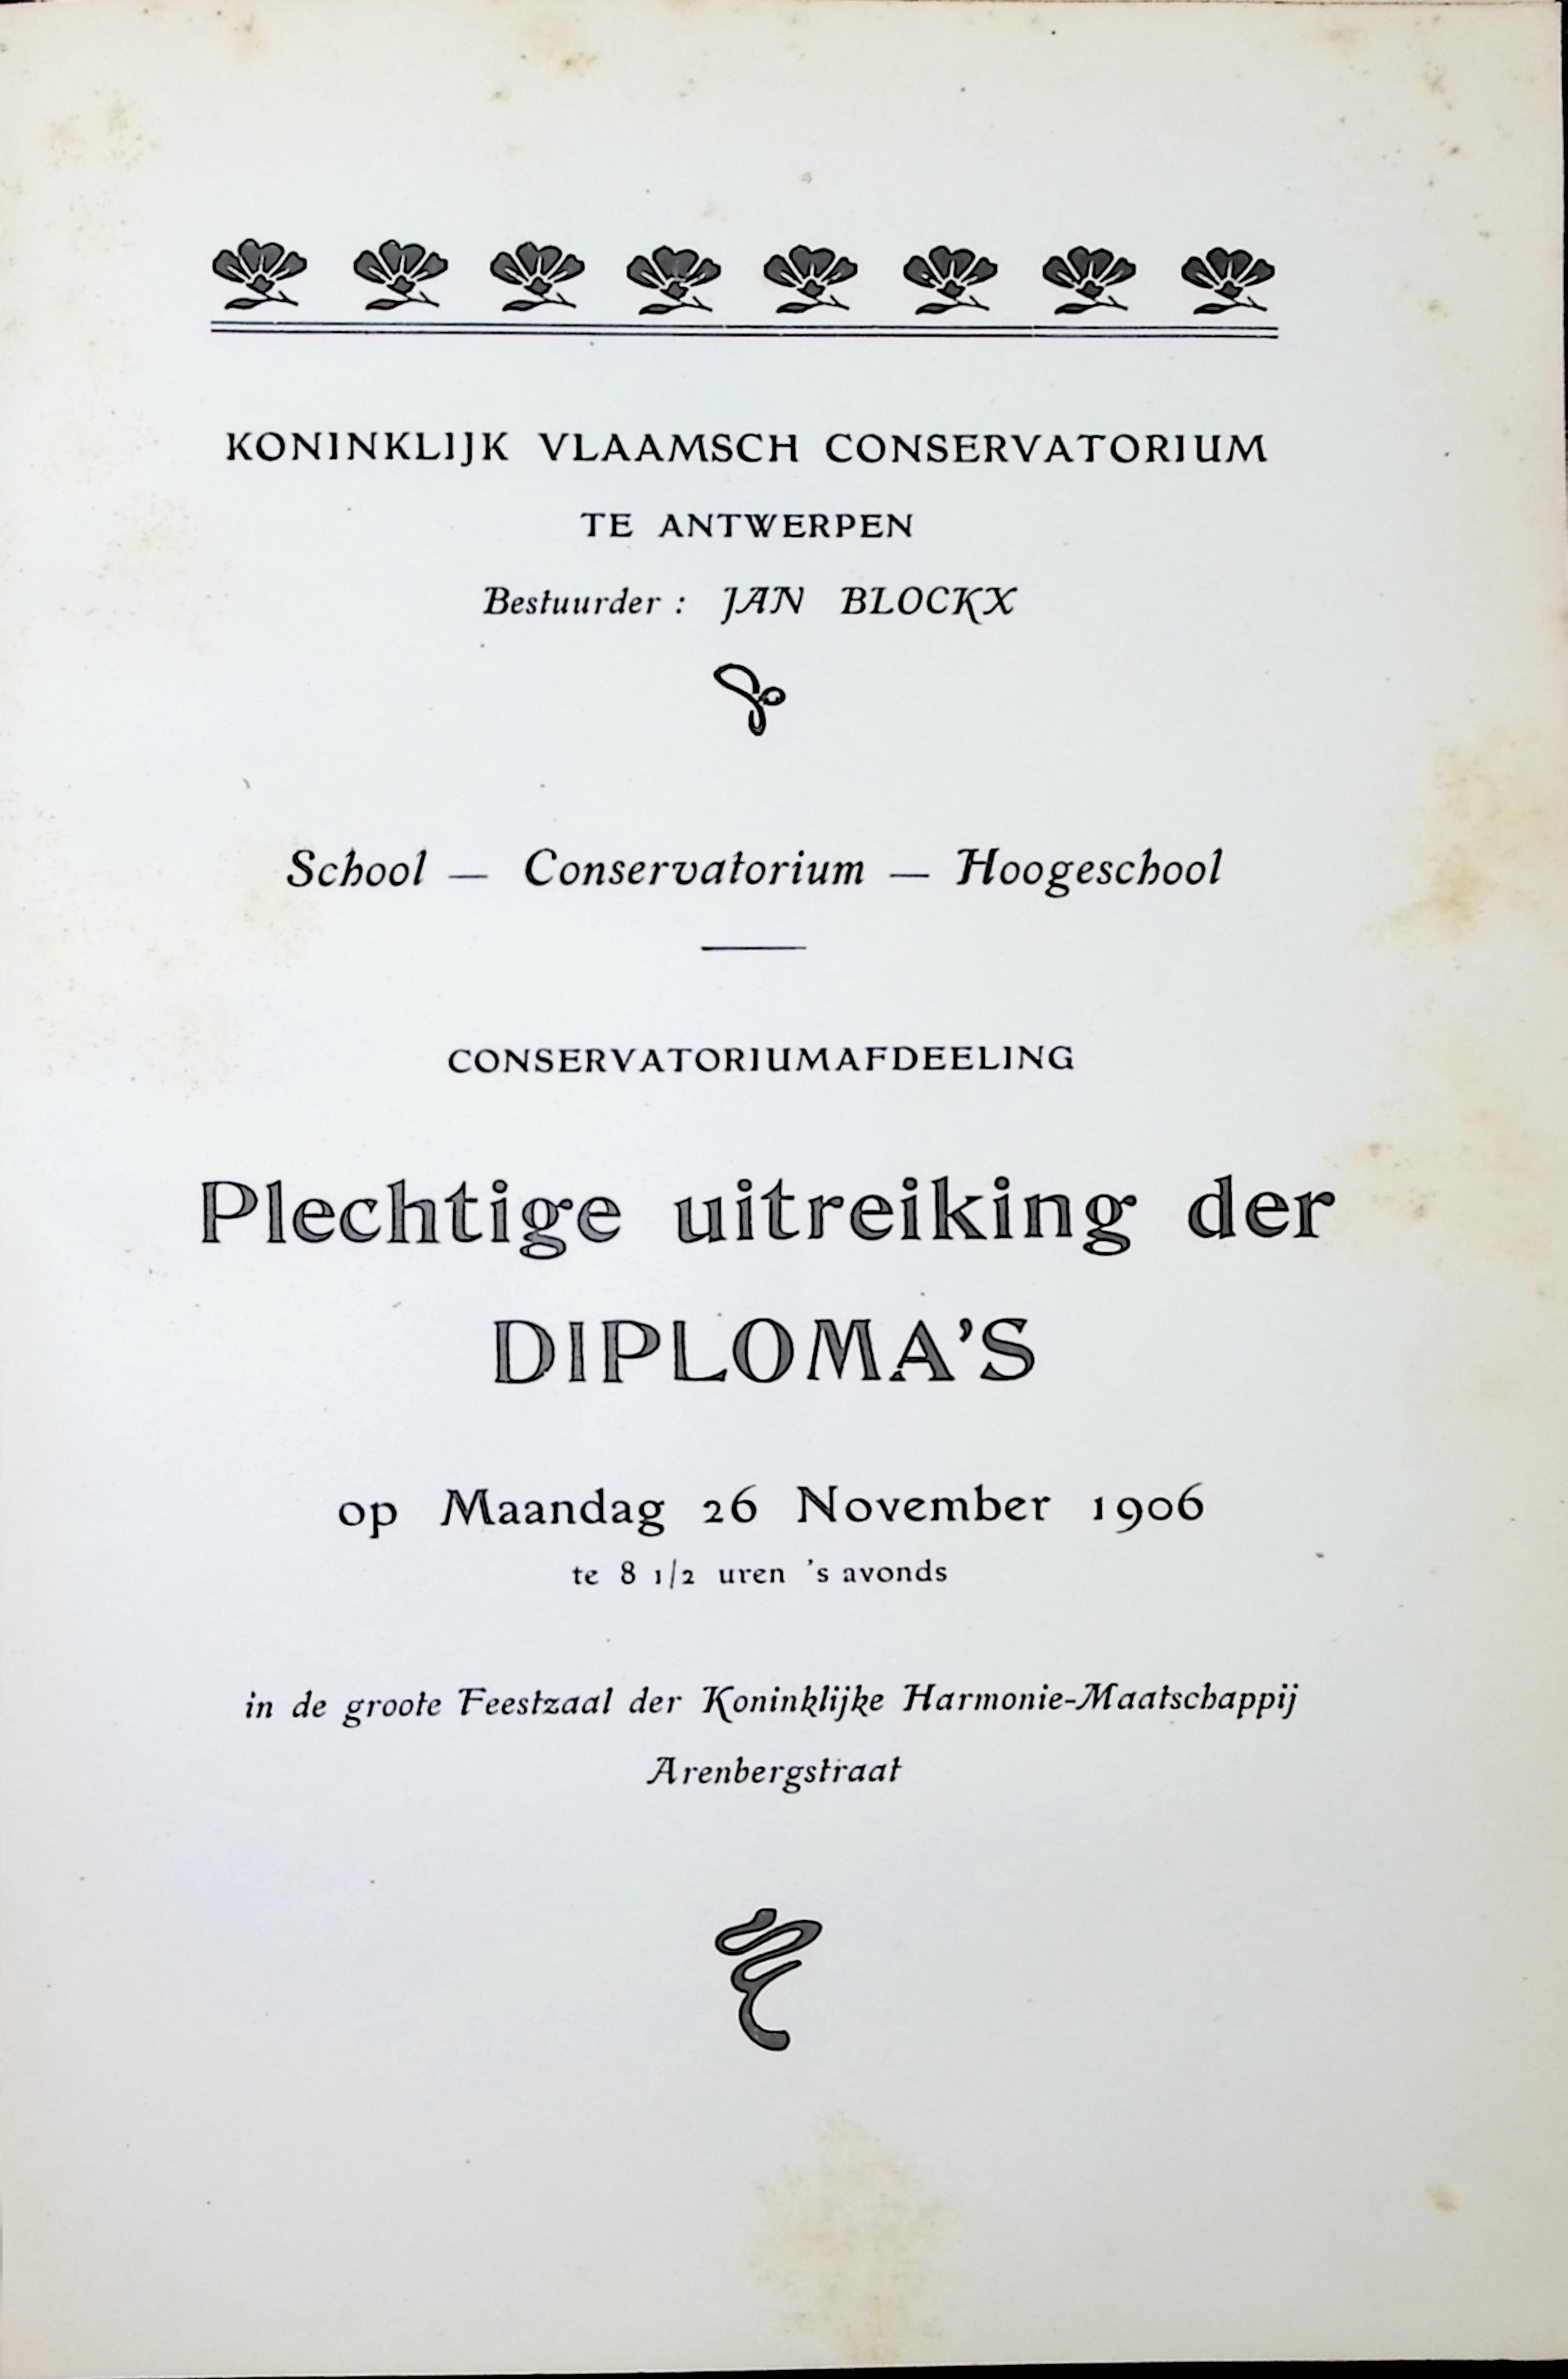 KONINKLIJK VLAAMSCH CONSERVATORIUM
TE ANTWERPEN
Bestuurder : JAN BLOCKX
School — Conservatorium — Hoogeschool
CONSERVATORIUMAFDEELING
Plechtige uitreiking der
DIPLOMA'S
op Maandag 26 November 1906
te 8 1/2 uren 's avonds
in de groote Feestzaal der Koninklijke Harmonie-Maatschappij
Arenbergstraat